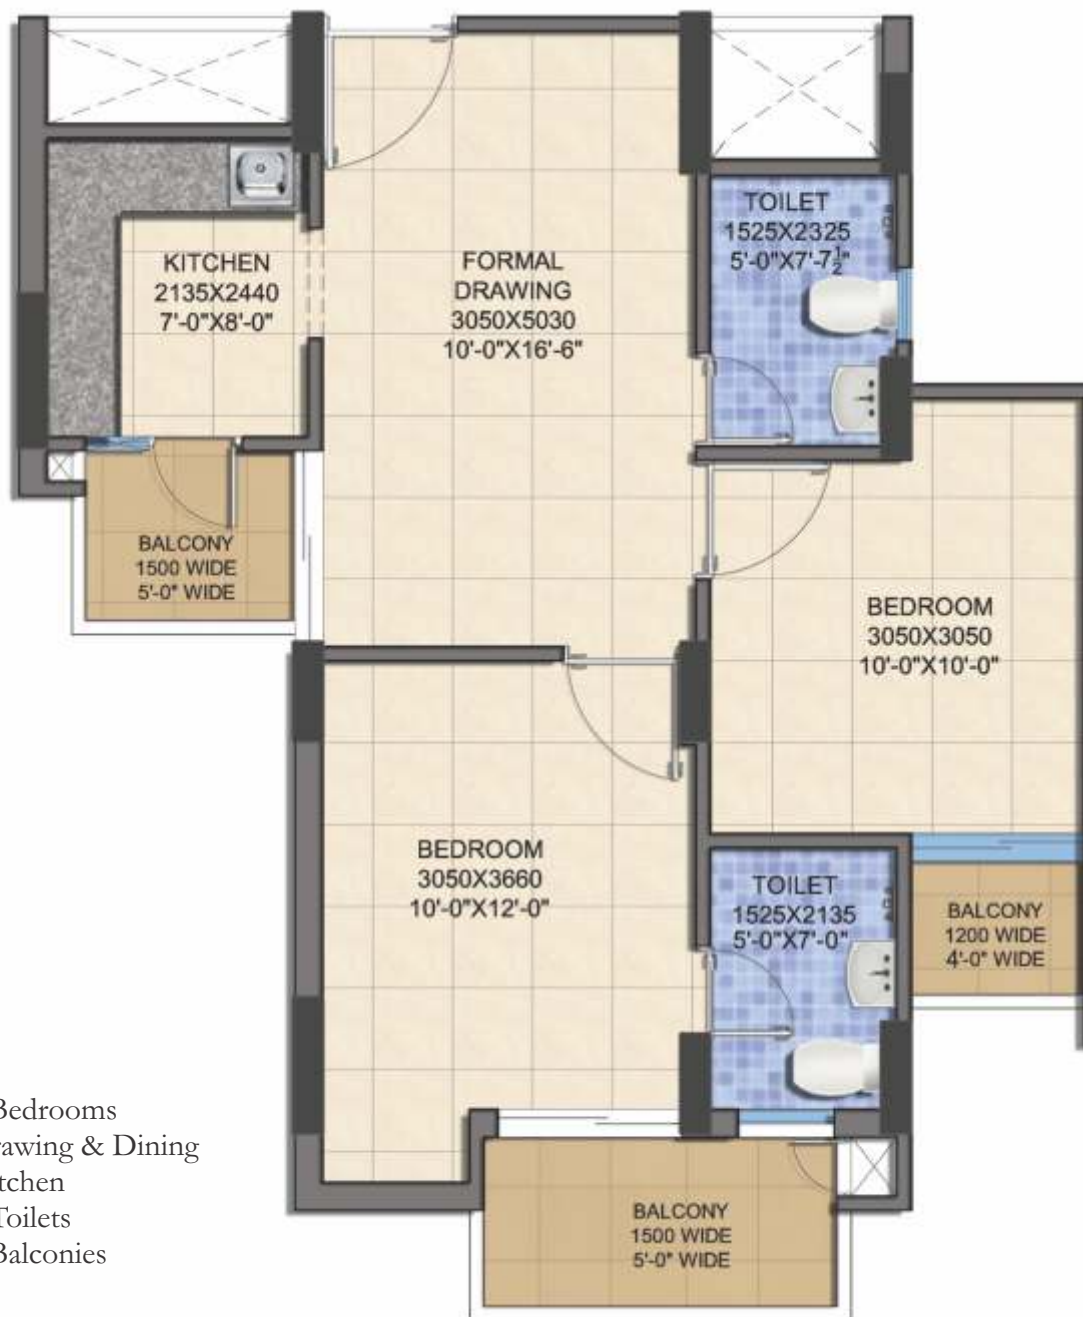 KITCHEN
2135X2440
7'-0"X8'-0"
FORMAL
DRAWING
3050X5030
10'-0"X16'-6"
TOILET
1525X2325
5'-0"X7'-7½"
BALCONY
1500 WIDE
5'-0" WIDE
BEDROOM
3050X3050
10'-0"X10'-0"
BEDROOM
3050X3660
10'-0"X12'-0"
TOILET
1525X2135
5'-0"X7'-0"
BALCONY
1200 WIDE
4'-0" WIDE
BALCONY
1500 WIDE
5'-0" WIDE
Bedrooms
rawing & Dining
tchen
Toilets
Balconies